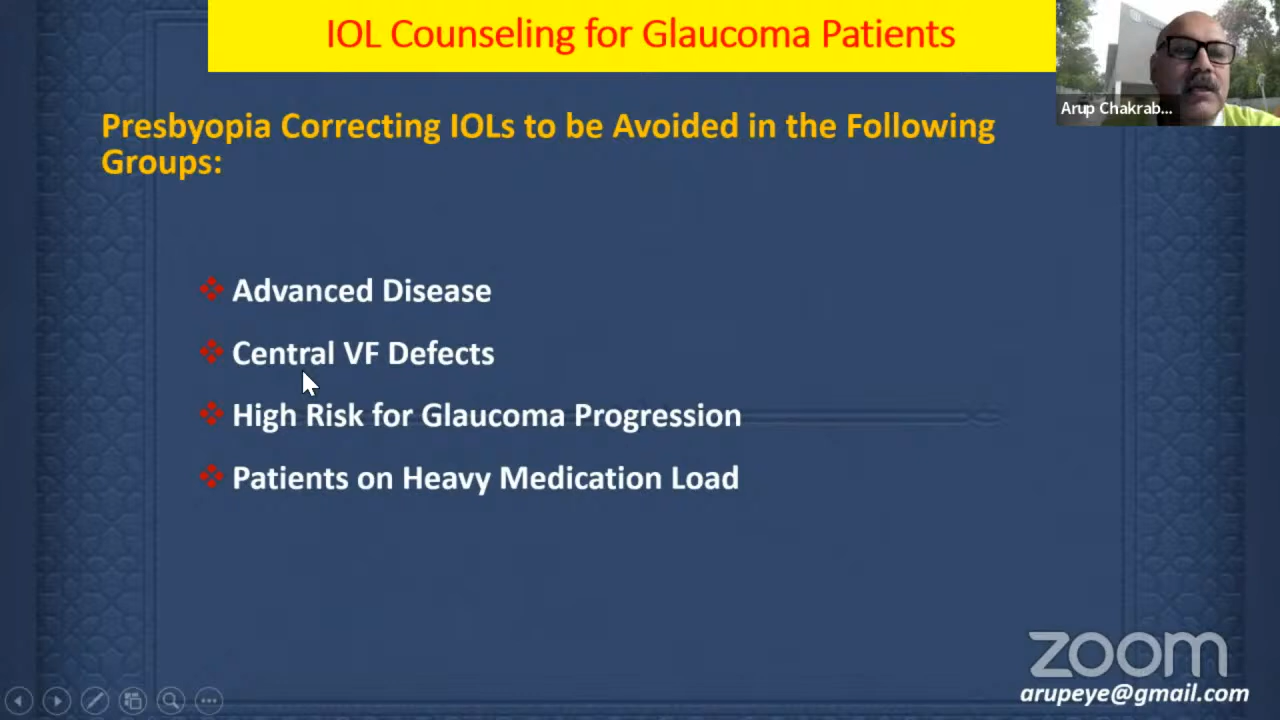 IOL Counseling for Glaucoma Patients
Arup Chakrab...
Presbyopia Correcting IOLs to be Avoided in the Following
Groups:
Advanced Disease
Central VF Defects
High Risk for Glaucoma Progression
Patients on Heavy Medication Load
zoom
arupeye@gmail.com